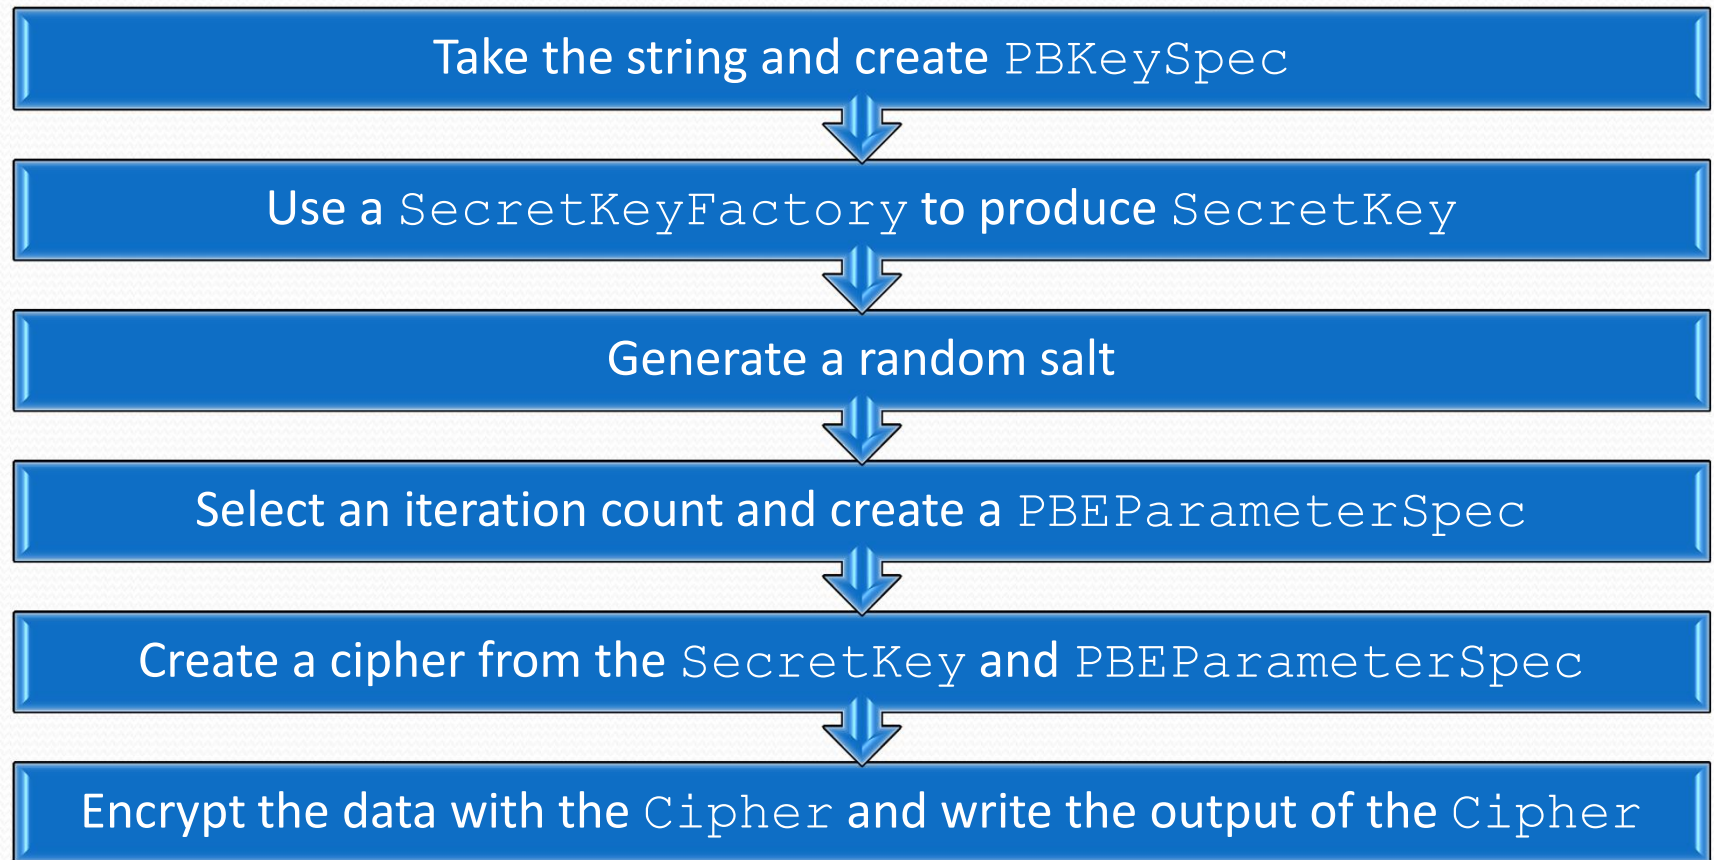 Take the string and create PBKeySpec
Use a SecretKeyFactory to produce SecretKey
Generate a random salt
Select an iteration count and create a PBEParameterSpec
Create a cipher from the SecretKey and PBEParameterSpec
Encrypt the data with the Cipher and write the output of the Cipher